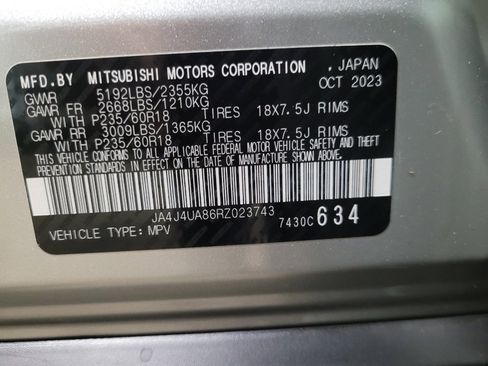 MFD.BY MITSUBISHI MOTORS CORPORATION , JAPAN
GVWR 5192LBS/2355KG OCT 2023
GAWR FR 2668LBS/1210KG
WITH P235/60R18 TIRES 18X7.5J RIMS
GAWR RR 3009LBS/1365KG
WITH P235/60R18 TIRES 18X7.5J RIMS
THIS VEHICLE CONFORMS TO ALL APPLICABLE FEDERAL MOTOR VEHICLE SAFETY AND
THEFT PREVENTION STANDARDS IN EFFECT ON THE DATE OF MANUFACTURE SHOWN ABOVE.
JA4J4UA86RZ023743
VEHICLE TYPE: MPV 7430C 634